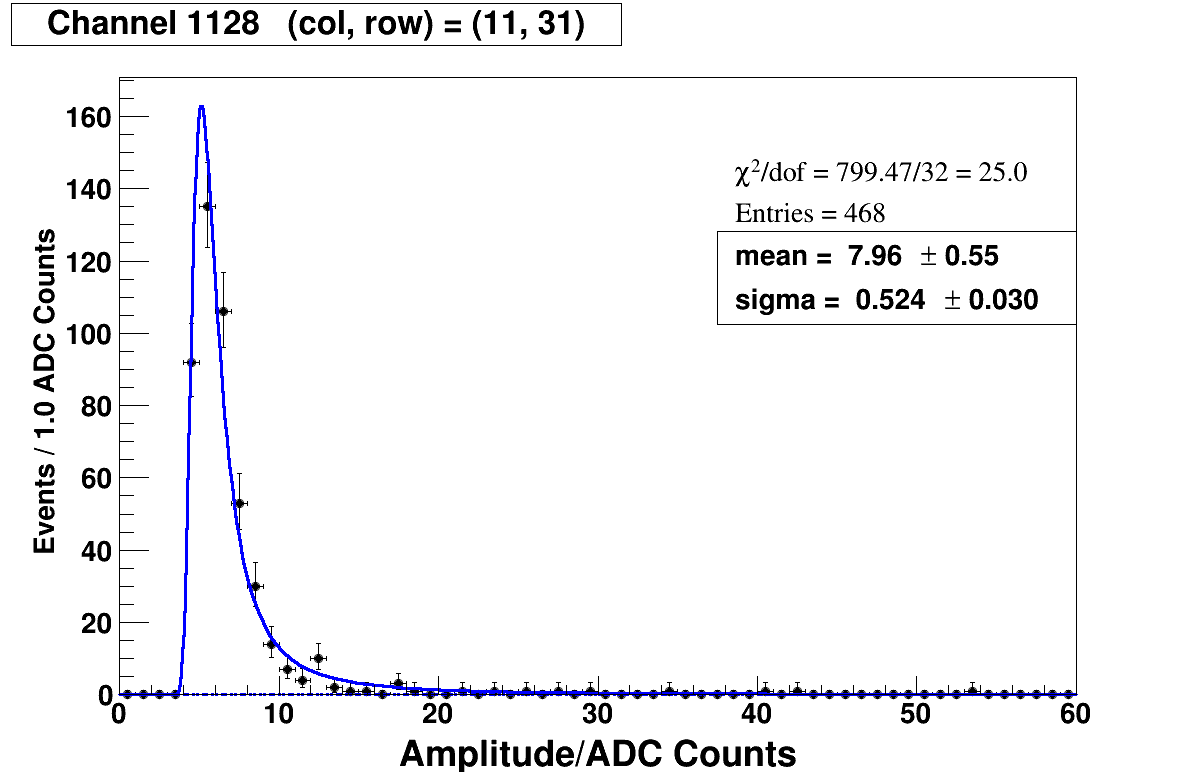 Channel 1128 (col, row) = (11, 31)
160
140
120
100
80
60
40
20
0
Events / 1.0 ADC Counts
χ²/dof = 799.47/32 = 25.0
Entries = 468
mean = 7.96 ± 0.55
sigma = 0.524 ± 0.030
0 10 20 30 40 50 60
Amplitude/ADC Counts